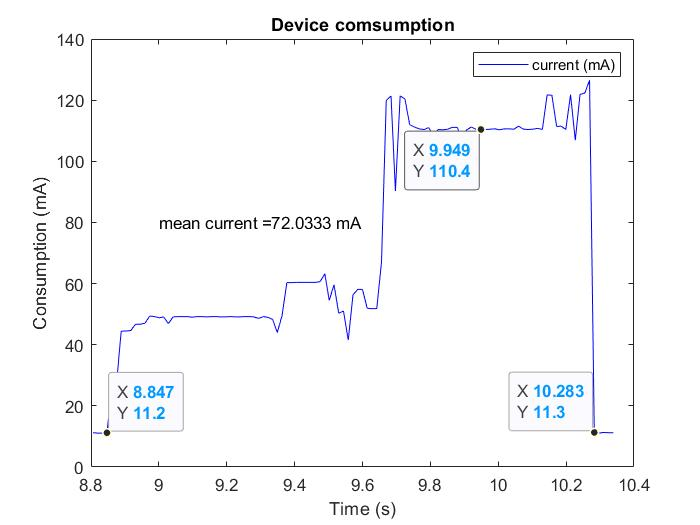 Device comsumption
140
120
100
80
60
40
20
0
Consumption (mA)
current (mA)
X 9.949
Y 110.4
mean current =72.0333 mA
X 8.847
Y 11.2
X 10.283
Y 11.3
8.8 9 9.2 9.4 9.6 9.8 10 10.2 10.4
Time (s)